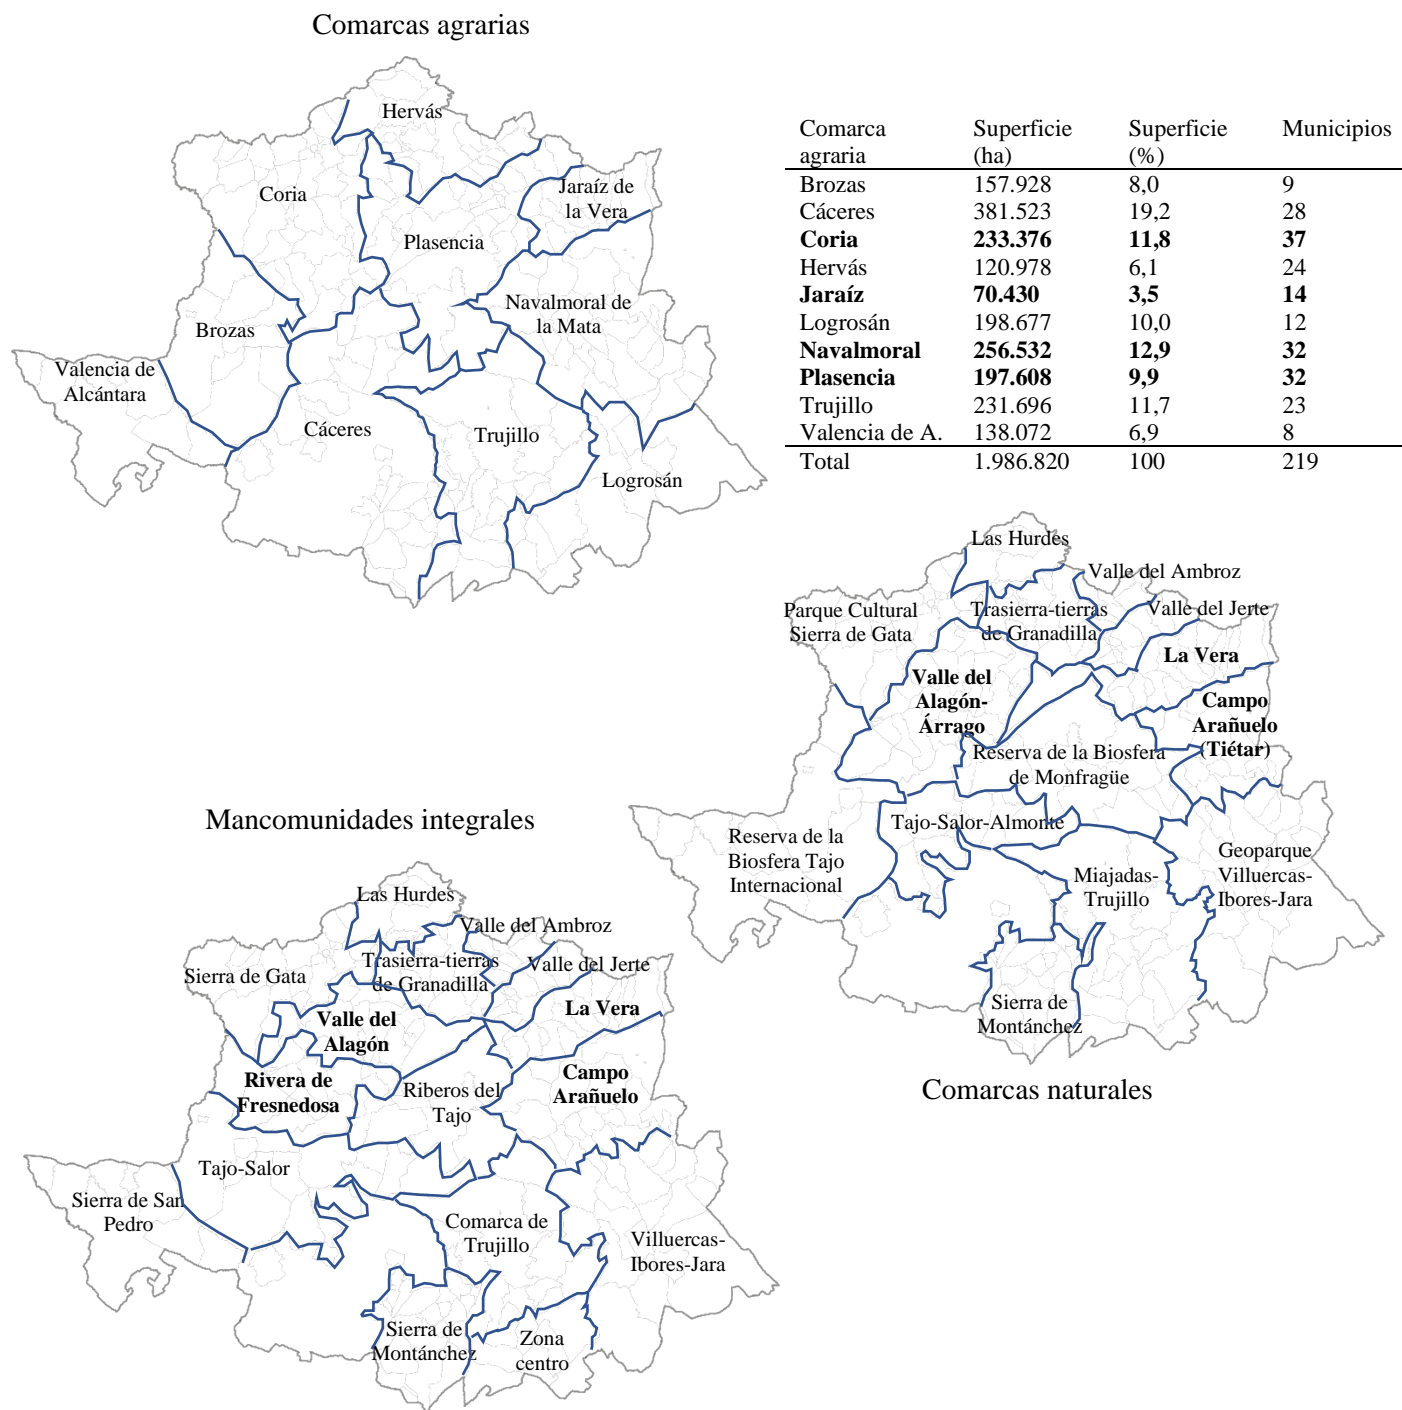 Comarcas agrarias
Hervás
Coria
Jaraíz de
la Vera
Plasencia
Navalmoral de
la Mata
Brozas
Valencia de
Alcántara
Cáceres
Trujillo
Logrosán
Comarca agraria Superficie (ha) Superficie (%) Municipios
Brozas 157.928 8,0 9
Cáceres 381.523 19,2 28
Coria 233.376 11,8 37
Hervás 120.978 6,1 24
Jaraíz 70.430 3,5 14
Logrosán 198.677 10,0 12
Navalmoral 256.532 12,9 32
Plasencia 197.608 9,9 32
Trujillo 231.696 11,7 23
Valencia de A. 138.072 6,9 8
Total 1.986.820 100 219
Las Hurdes
Valle del Ambroz
Parque Cultural
Sierra de Gata
Trasierra-tierras
de Granadilla
Valle del Jerte
La Vera
Valle del
Alagón-
Árrago
Campo
Arañuelo
(Tiétar)
Reserva de la Biosfera
de Monfragüe
Tajo-Salor-Almonte
Reserva de la
Biosfera Tajo
Internacional
Geoparque
Villuercas-
Ibores-Jara
Miajadas-
Trujillo
Sierra de
Montánchez
Comarcas naturales
Mancomunidades integrales
Las Hurdes
Valle del Ambroz
Sierra de Gata
Trasierra-tierras
de Granadilla
Valle del Jerte
La Vera
Valle del
Alagón
Rivera de
Fresnedosa
Riberos del
Tajo
Campo
Arañuelo
Tajo-Salor
Sierra de San
Pedro
Comarca de
Trujillo
Villuercas-
Ibores-Jara
Sierra de
Montánchez
Zona
centro